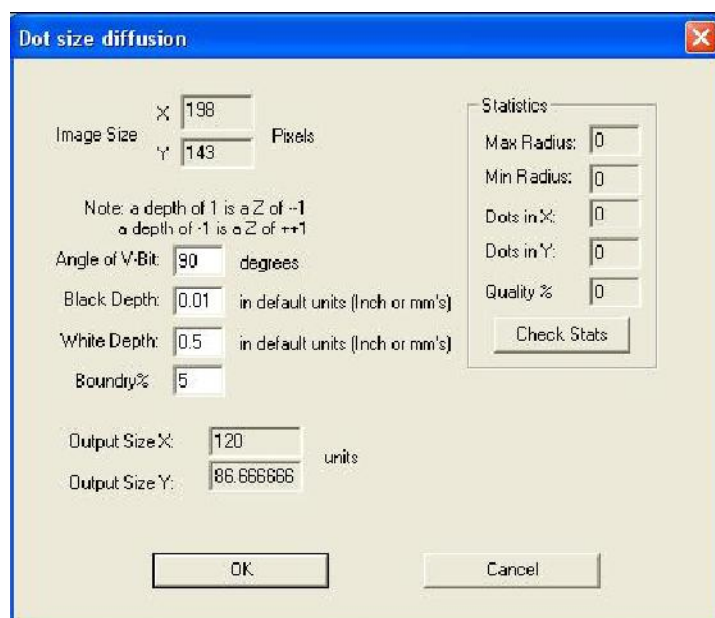 Dot size diffusion
Image Size
X 198
Y 143
Pixels
Note: a depth of 1 is a Z of --1
a depth of -1 is a Z of ++1
Angle of V-Bit: 90 degrees
Black Depth: 0.01 in default units (Inch or mm's)
White Depth: 0.5 in default units (Inch or mm's)
Boundry% 5
Output Size X: 120
Output Size Y: 86.666666
units
Statistics
Max Radius: 0
Min Radius: 0
Dots in X: 0
Dots in Y: 0
Quality % 0
Check Stats
OK
Cancel